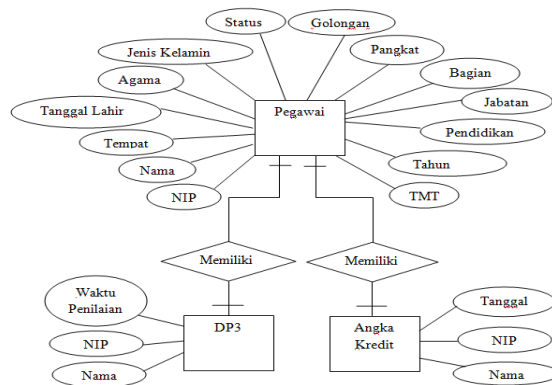 Status
Golongan
Jenis Kelamin
Pangkat
Agama
Bagian
Tanggal Lahir
Pegawai
Jabatan
Tempat
Pendidikan
Nama
Tahun
NIP
TMT
Memiliki
Memiliki
Waktu
Penilaian
DP3
NIP
Nama
Angka
Kredit
Tanggal
NIP
Nama